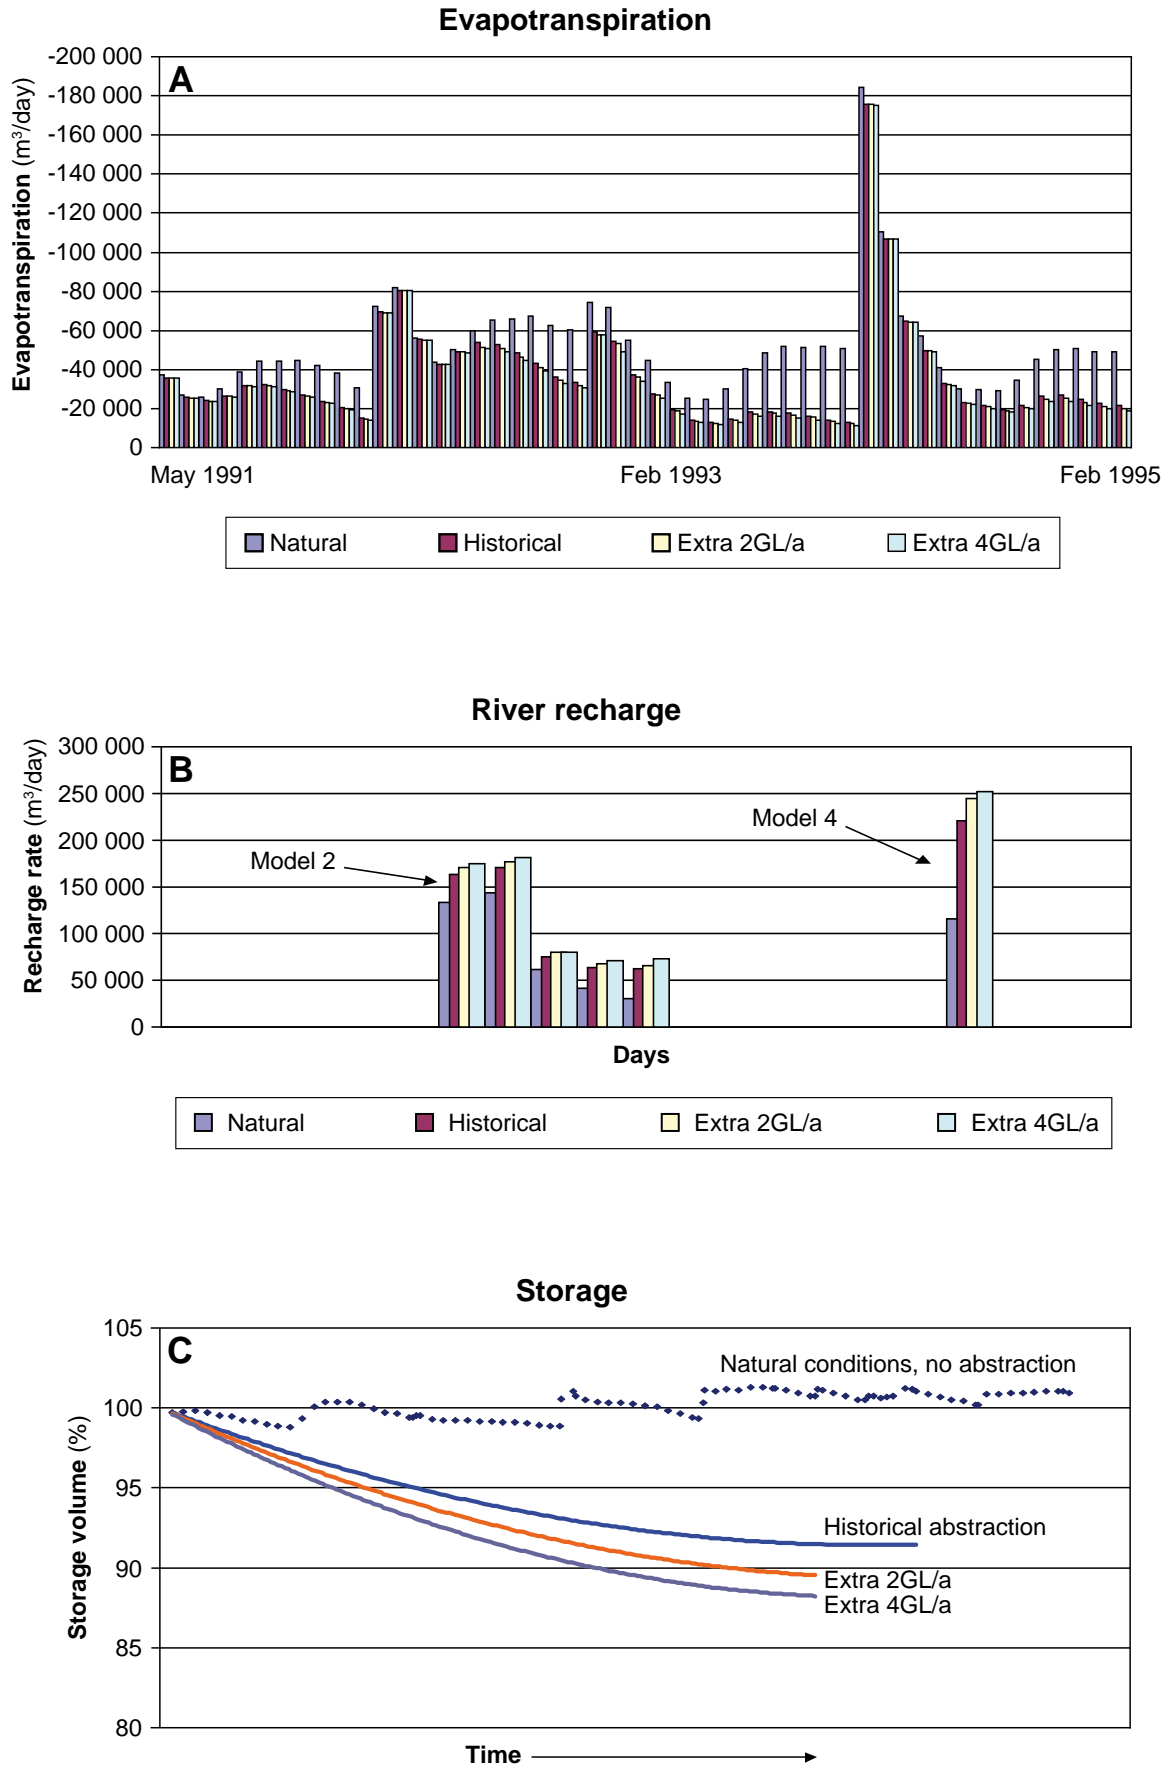 Evapotranspiration
A
Evapotranspiration (m³/day)
-200 000
-180 000
-160 000
-140 000
-120 000
-100 000
-80 000
-60 000
-40 000
-20 000
0
May 1991
Feb 1993
Feb 1995
Natural
Historical
Extra 2GL/a
Extra 4GL/a
River recharge
B
Recharge rate (m³/day)
300 000
250 000
200 000
150 000
100 000
50 000
0
Model 2
Model 4
Days
Natural
Historical
Extra 2GL/a
Extra 4GL/a
Storage
C
Storage volume (%)
105
100
95
90
85
80
Natural conditions, no abstraction
Historical abstraction
Extra 2GL/a
Extra 4GL/a
Time